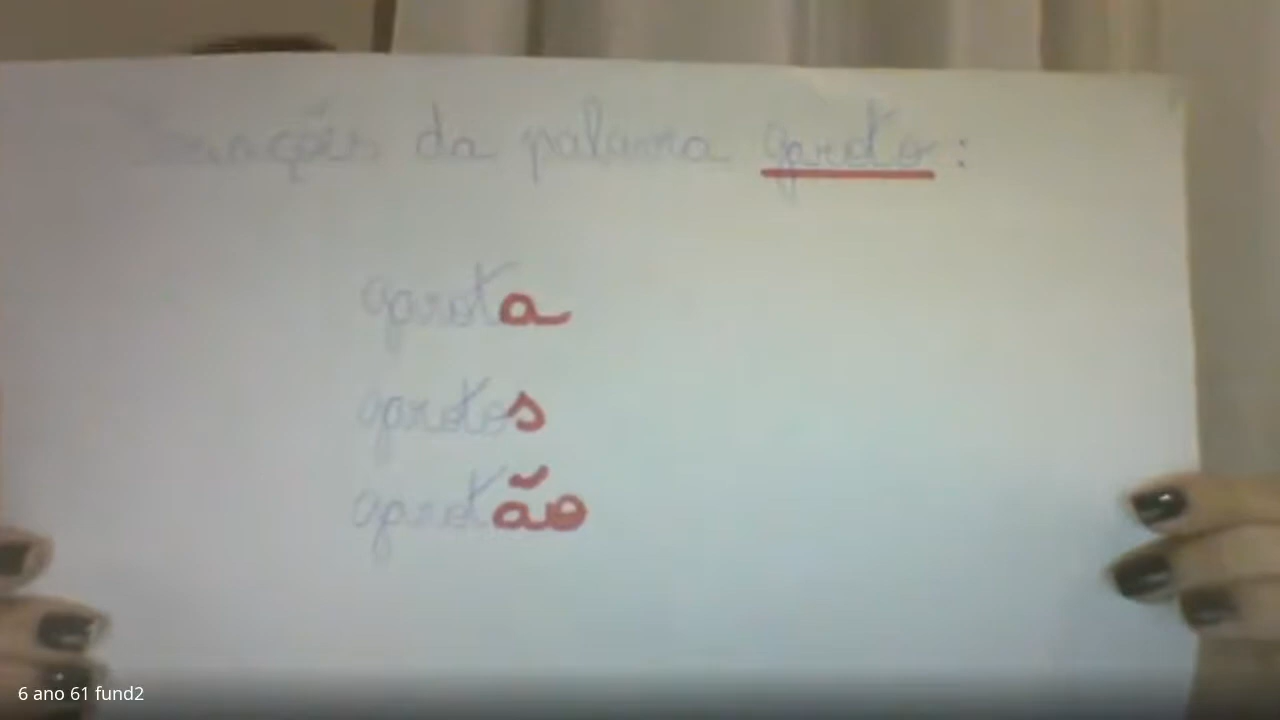 da palavra garoto:
garota
garotos
garotão
6 ano 61 fund2